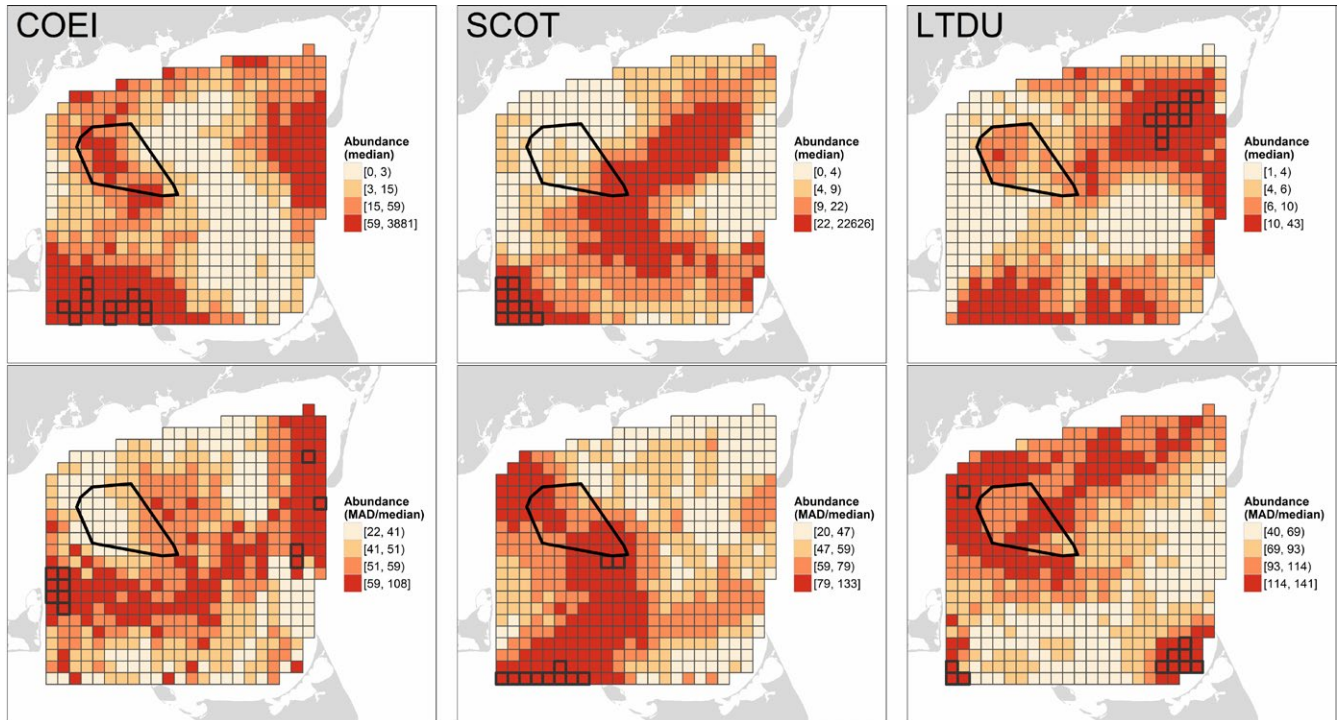 COEI
Abundance
(median)
[0, 3)
[3, 15)
[15, 59)
[59, 3881]
SCOT
Abundance
(median)
[0, 4)
[4, 9)
[9, 22)
[22, 22626]
LTDU
Abundance
(median)
[1, 4)
[4, 6)
[6, 10)
[10, 43]
Abundance
(MAD/median)
[22, 41)
[41, 51)
[51, 59)
[59, 108]
Abundance
(MAD/median)
[20, 47)
[47, 59)
[59, 79)
[79, 133]
Abundance
(MAD/median)
[40, 69)
[69, 93)
[93, 114)
[114, 141]